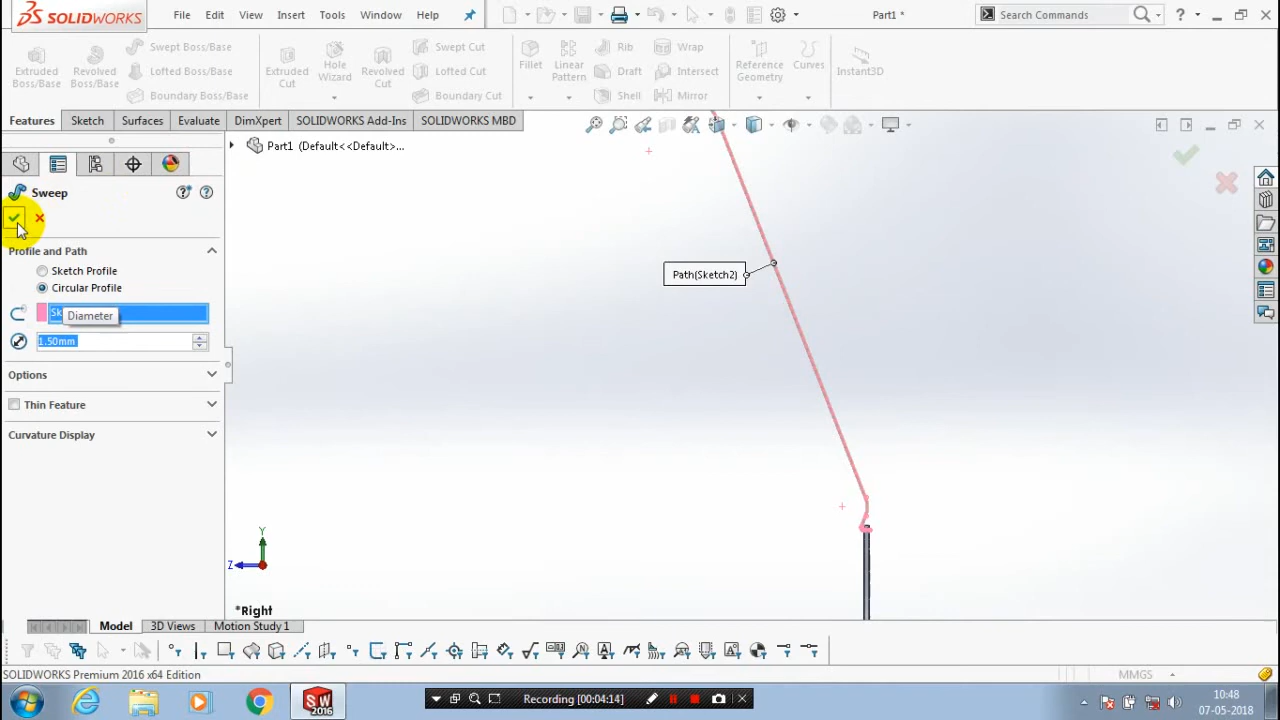 SOLIDWORKS File Edit View Insert Tools Window Help Part1 * Search Commands
Extruded Boss/Base Revolved Boss/Base Swept Boss/Base Lofted Boss/Base Boundary Boss/Base Extruded Cut Hole Wizard Revolved Cut Swept Cut Lofted Cut Boundary Cut Fillet Linear Pattern Rib Draft Shell Wrap Intersect Mirror Reference Geometry Curves Instant3D
Features Sketch Surfaces Evaluate DimXpert SOLIDWORKS Add-Ins SOLIDWORKS MBD
Part1 (Default<<Default>...
Sweep
Profile and Path
Sketch Profile
Path(Sketch2)
Circular Profile
Sk
Diameter
1.50mm
Options
Thin Feature
Curvature Display
Y
Z
*Right
Model 3D Views Motion Study 1
SOLIDWORKS Premium 2016 x64 Edition MMGS
SW 2016 Recording [00:04:14] 10:48
07-05-2018